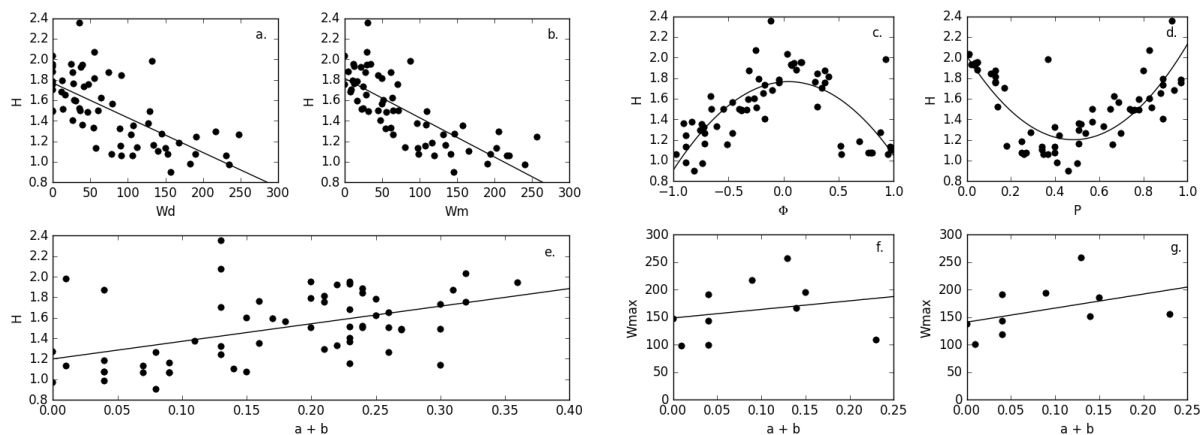 a.
2.4
2.2
2.0
1.8
1.6
1.4
1.2
1.0
0.8
H
0 50 100 150 200 250 300
Wd
b.
2.4
2.2
2.0
1.8
1.6
1.4
1.2
1.0
0.8
H
0 50 100 150 200 250 300
Wm
c.
2.4
2.2
2.0
1.8
1.6
1.4
1.2
1.0
0.8
H
−1.0 −0.5 0.0 0.5 1.0
Φ
d.
2.4
2.2
2.0
1.8
1.6
1.4
1.2
1.0
0.8
H
0.0 0.2 0.4 0.6 0.8 1.0
P
e.
2.4
2.2
2.0
1.8
1.6
1.4
1.2
1.0
0.8
H
0.00 0.05 0.10 0.15 0.20 0.25 0.30 0.35 0.40
a + b
f.
300
250
200
150
100
50
0
Wmax
0.00 0.05 0.10 0.15 0.20 0.25
a + b
g.
300
250
200
150
100
50
0
Wmax
0.00 0.05 0.10 0.15 0.20 0.25
a + b